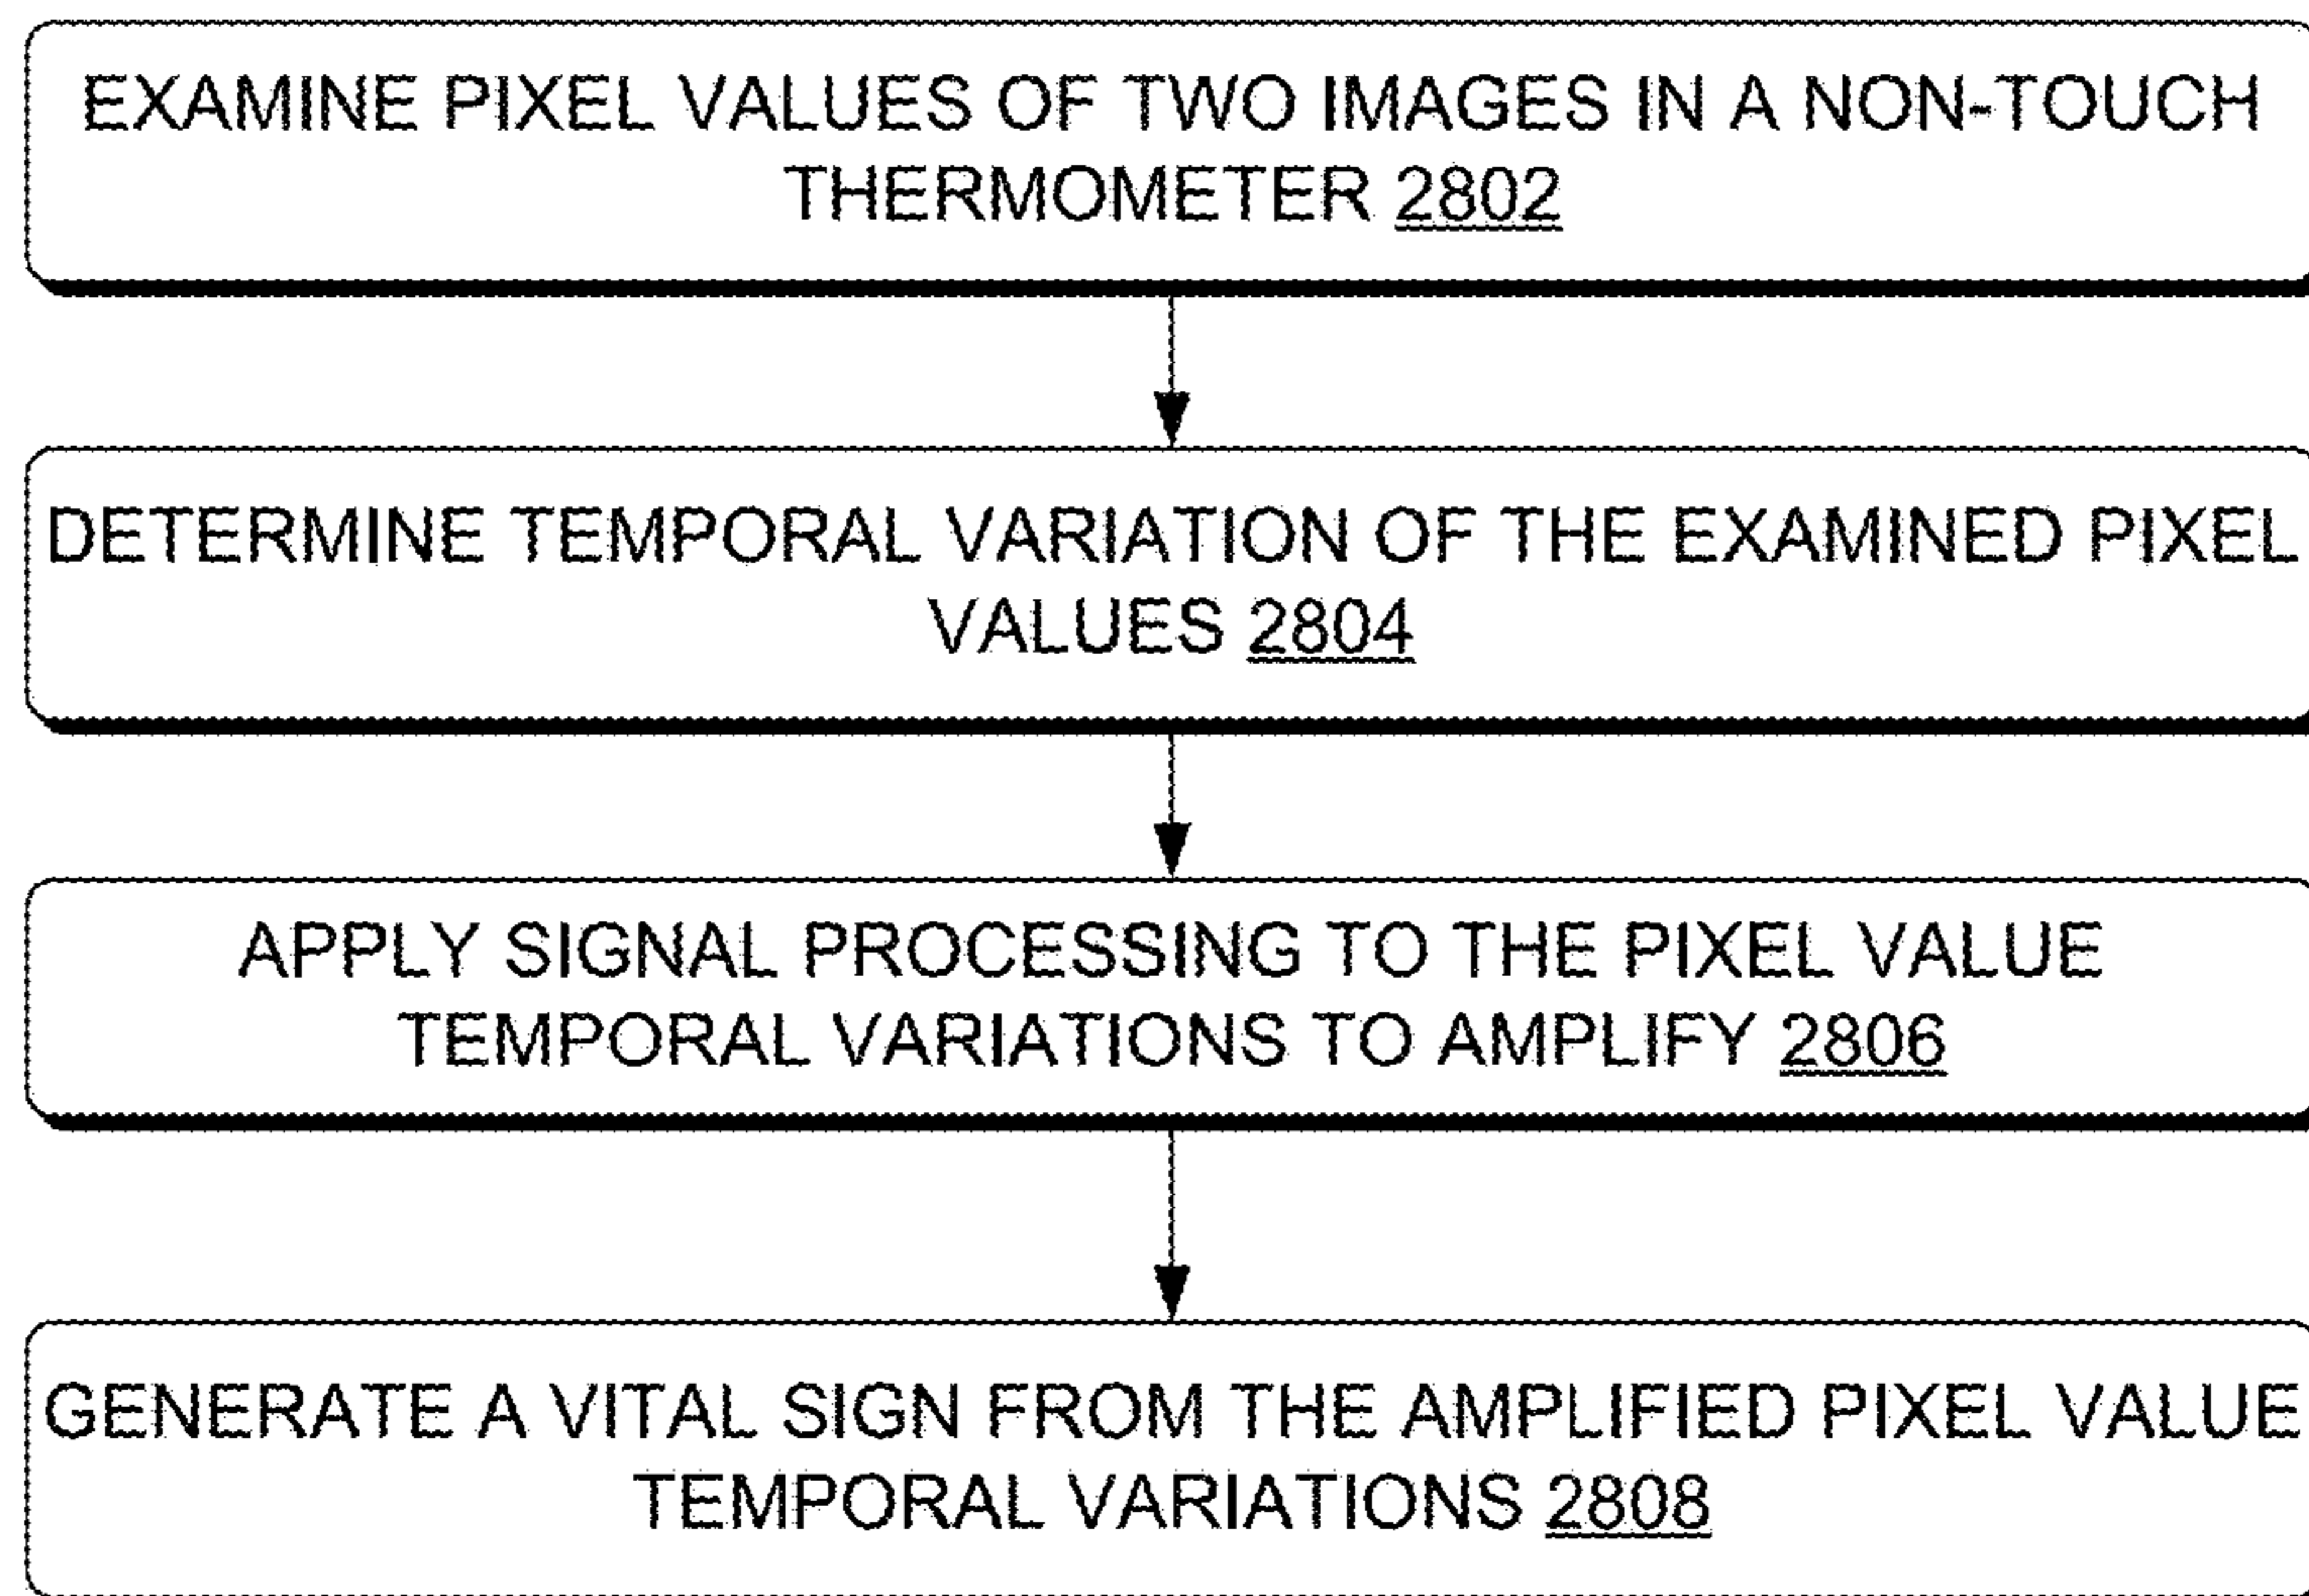 EXAMINE PIXEL VALUES OF TWO IMAGES IN A NON-TOUCH
THERMOMETER 2802
DETERMINE TEMPORAL VARIATION OF THE EXAMINED PIXEL
VALUES 2804
APPLY SIGNAL PROCESSING TO THE PIXEL VALUE
TEMPORAL VARIATIONS TO AMPLIFY 2806
GENERATE A VITAL SIGN FROM THE AMPLIFIED PIXEL VALUE
TEMPORAL VARIATIONS 2808